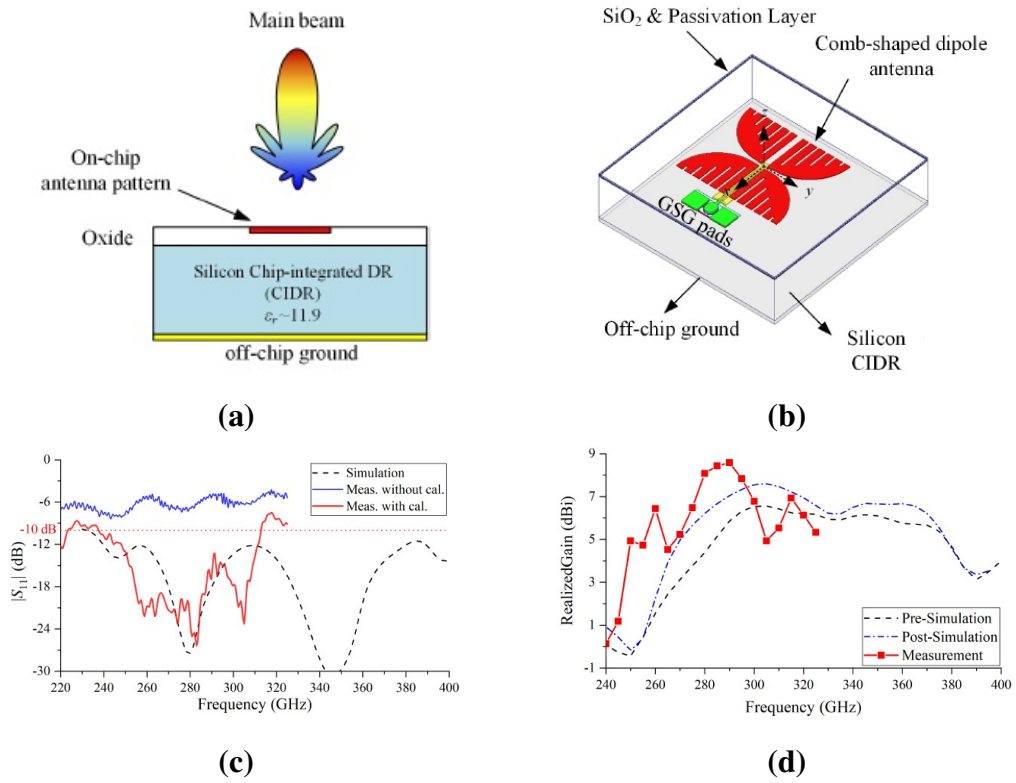 Main beam
On-chip
antenna pattern
Oxide
Silicon Chip-integrated DR
(CIDR)
εr~11.9
off-chip ground
(a)
SiO2 & Passivation Layer
Comb-shaped dipole
antenna
z
x
y
GSG pads
Off-chip ground
Silicon
CIDR
(b)
0
-6
-10 dB
-12
-18
-24
-30
|S11| (dB)
Simulation
Meas. without cal.
Meas. with cal.
220 240 260 280 300 320 340 360 380 400
Frequency (GHz)
(c)
9
7
5
3
1
-1
RealizedGain (dBi)
Pre-Simulation
Post-Simulation
Measurement
240 260 280 300 320 340 360 380 400
Frequency (GHz)
(d)